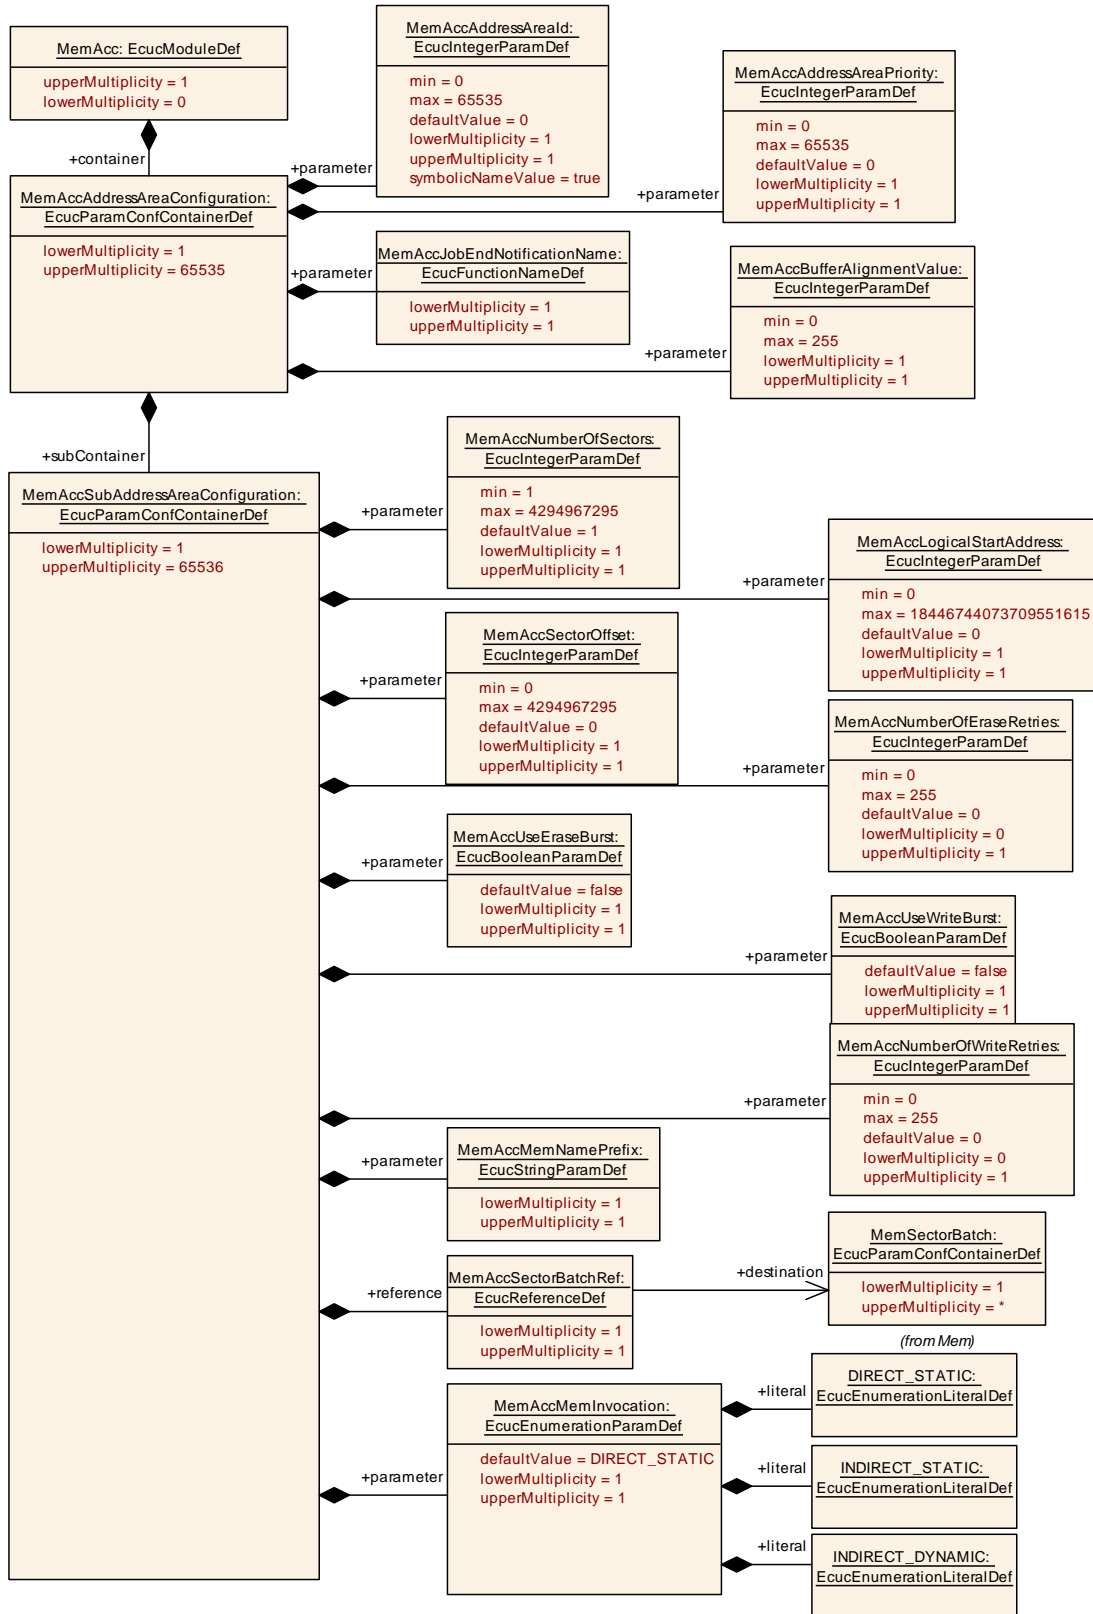 MemAcc: EcucModuleDef
upperMultiplicity = 1
lowerMultiplicity = 0
+container
MemAccAddressAreaId:
EcucIntegerParamDef
min = 0
max = 65535
defaultValue = 0
lowerMultiplicity = 1
upperMultiplicity = 1
symbolicNameValue = true
+parameter
MemAccAddressAreaPriority:
EcucIntegerParamDef
min = 0
max = 65535
defaultValue = 0
lowerMultiplicity = 1
upperMultiplicity = 1
+parameter
MemAccAddressAreaConfiguration:
EcucParamConfContainerDef
lowerMultiplicity = 1
upperMultiplicity = 65535
+parameter
MemAccJobEndNotificationName:
EcucFunctionNameDef
lowerMultiplicity = 1
upperMultiplicity = 1
MemAccBufferAlignmentValue:
EcucIntegerParamDef
min = 0
max = 255
lowerMultiplicity = 1
upperMultiplicity = 1
+parameter
+subContainer
MemAccSubAddressAreaConfiguration:
EcucParamConfContainerDef
lowerMultiplicity = 1
upperMultiplicity = 65536
+parameter
MemAccNumberOfSectors:
EcucIntegerParamDef
min = 1
max = 4294967295
defaultValue = 1
lowerMultiplicity = 1
upperMultiplicity = 1
+parameter
MemAccLogicalStartAddress:
EcucIntegerParamDef
min = 0
max = 18446744073709551615
defaultValue = 0
lowerMultiplicity = 1
upperMultiplicity = 1
+parameter
MemAccSectorOffset:
EcucIntegerParamDef
min = 0
max = 4294967295
defaultValue = 0
lowerMultiplicity = 1
upperMultiplicity = 1
+parameter
MemAccNumberOfEraseRetries:
EcucIntegerParamDef
min = 0
max = 255
defaultValue = 0
lowerMultiplicity = 0
upperMultiplicity = 1
+parameter
MemAccUseEraseBurst:
EcucBooleanParamDef
defaultValue = false
lowerMultiplicity = 1
upperMultiplicity = 1
+parameter
MemAccUseWriteBurst:
EcucBooleanParamDef
defaultValue = false
lowerMultiplicity = 1
upperMultiplicity = 1
+parameter
MemAccNumberOfWriteRetries:
EcucIntegerParamDef
min = 0
max = 255
defaultValue = 0
lowerMultiplicity = 0
upperMultiplicity = 1
+parameter
MemAccMemNamePrefix:
EcucStringParamDef
lowerMultiplicity = 1
upperMultiplicity = 1
+reference
MemAccSectorBatchRef:
EcucReferenceDef
lowerMultiplicity = 1
upperMultiplicity = 1
+destination
MemSectorBatch:
EcucParamConfContainerDef
lowerMultiplicity = 1
upperMultiplicity = *
(from Mem)
+parameter
MemAccMemInvocation:
EcucEnumerationParamDef
defaultValue = DIRECT_STATIC
lowerMultiplicity = 1
upperMultiplicity = 1
+literal
DIRECT_STATIC:
EcucEnumerationLiteralDef
+literal
INDIRECT_STATIC:
EcucEnumerationLiteralDef
+literal
INDIRECT_DYNAMIC:
EcucEnumerationLiteralDef